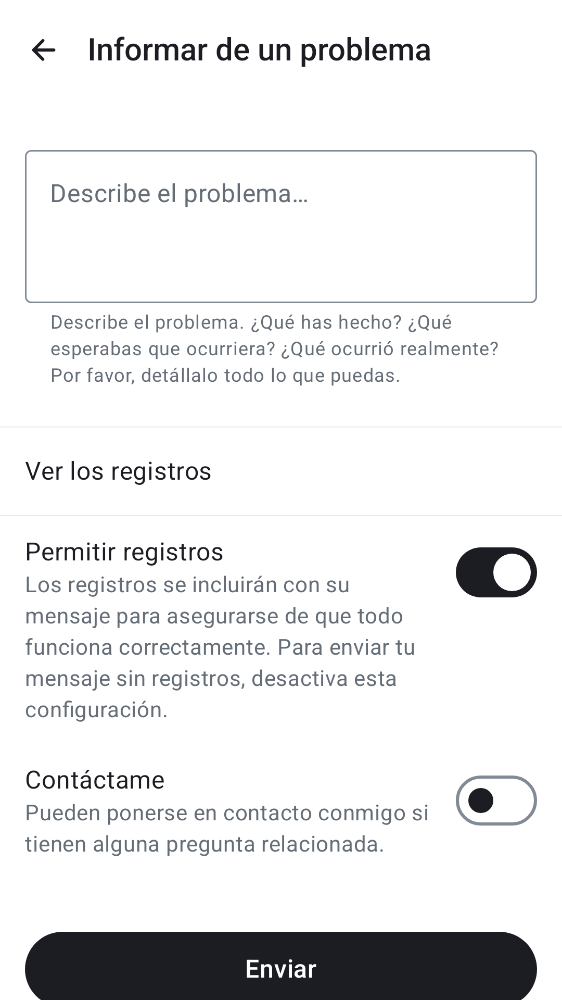 Informar de un problema
Describe el problema…
Describe el problema. ¿Qué has hecho? ¿Qué
esperabas que ocurriera? ¿Qué ocurrió realmente?
Por favor, detállalo todo lo que puedas.
Ver los registros
Permitir registros
Los registros se incluirán con su
mensaje para asegurarse de que todo
funciona correctamente. Para enviar tu
mensaje sin registros, desactiva esta
configuración.
Contáctame
Pueden ponerse en contacto conmigo si
tienen alguna pregunta relacionada.
Enviar